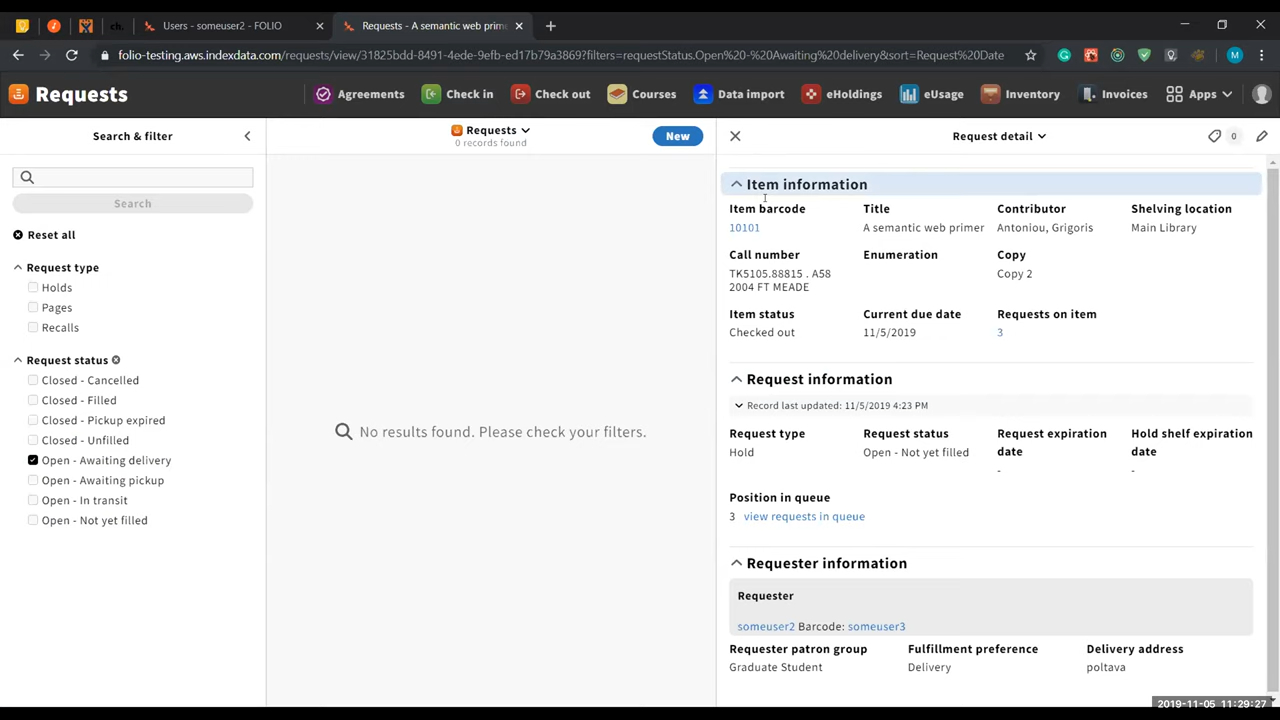 ch.
Users - someuser2 - FOLIO
Requests - A semantic web prime
folio-testing.aws.indexdata.com/requests/view/31825bdd-8491-4ede-9efb-ed17b79a3869?filters=requestStatus.Open%20-%20Awaiting%20delivery&sort=Request%20Date
M
Requests
Agreements
Check in
Check out
Courses
Data import
eHoldings
eUsage
Inventory
Invoices
Apps
Search & filter
Search
Reset all
Request type
Holds
Pages
Recalls
Request status
Closed - Cancelled
Closed - Filled
Closed - Pickup expired
Closed - Unfilled
Open - Awaiting delivery
Open - Awaiting pickup
Open - In transit
Open - Not yet filled
Requests
0 records found
New
No results found. Please check your filters.
Request detail
0
Item information
Item barcode Title Contributor Shelving location
10101 A semantic web primer Antoniou, Grigoris Main Library
Call number Enumeration Copy
TK5105.88815 . A58 Copy 2
2004 FT MEADE
Item status Current due date Requests on item
Checked out 11/5/2019 3
Request information
Record last updated: 11/5/2019 4:23 PM
Request type Request status Request expiration Hold shelf expiration
Hold Open - Not yet filled date date
- -
Position in queue
3 view requests in queue
Requester information
Requester
someuser2 Barcode: someuser3
Requester patron group Fulfillment preference Delivery address
Graduate Student Delivery poltava
2019-11-05 11:29:27